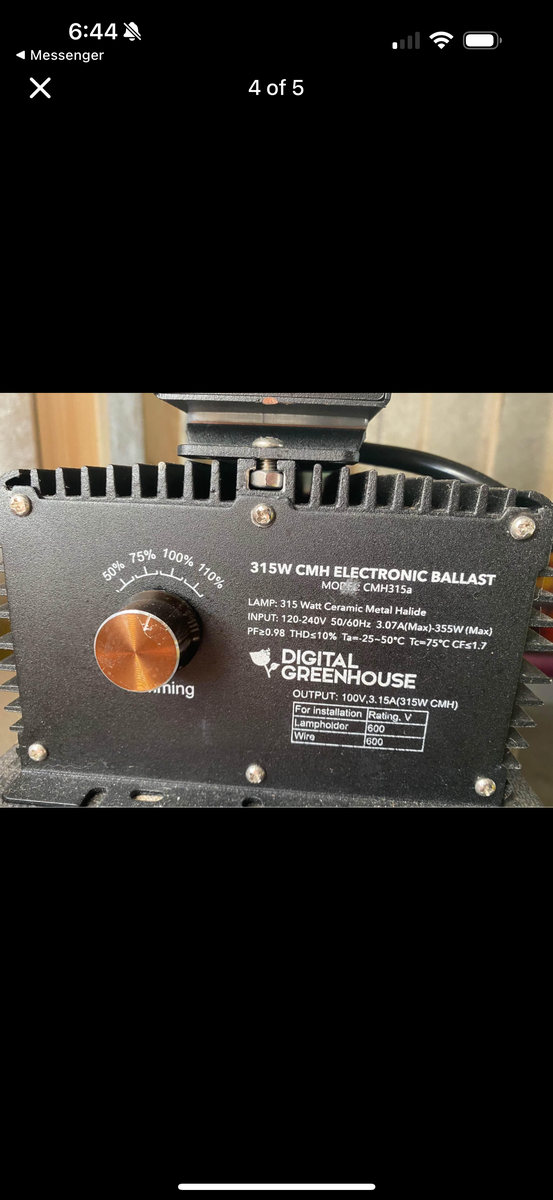 6:44
Messenger
4 of 5
50% 75% 100% 110%
315W CMH ELECTRONIC BALLAST
CMH315a
LAMP: 315 Watt Ceramic Metal Halide
INPUT: 120-240V 50/60Hz 3.07A(Max)-355W (Max)
PF≥0.98 THD≤10% Ta=-25~50°C Tc=75°C CF≤1.7
DIGITAL
GREENHOUSE
OUTPUT: 100V,3.15A(315W CMH)
For installation Rating. V
Lampholder 600
Wire 600